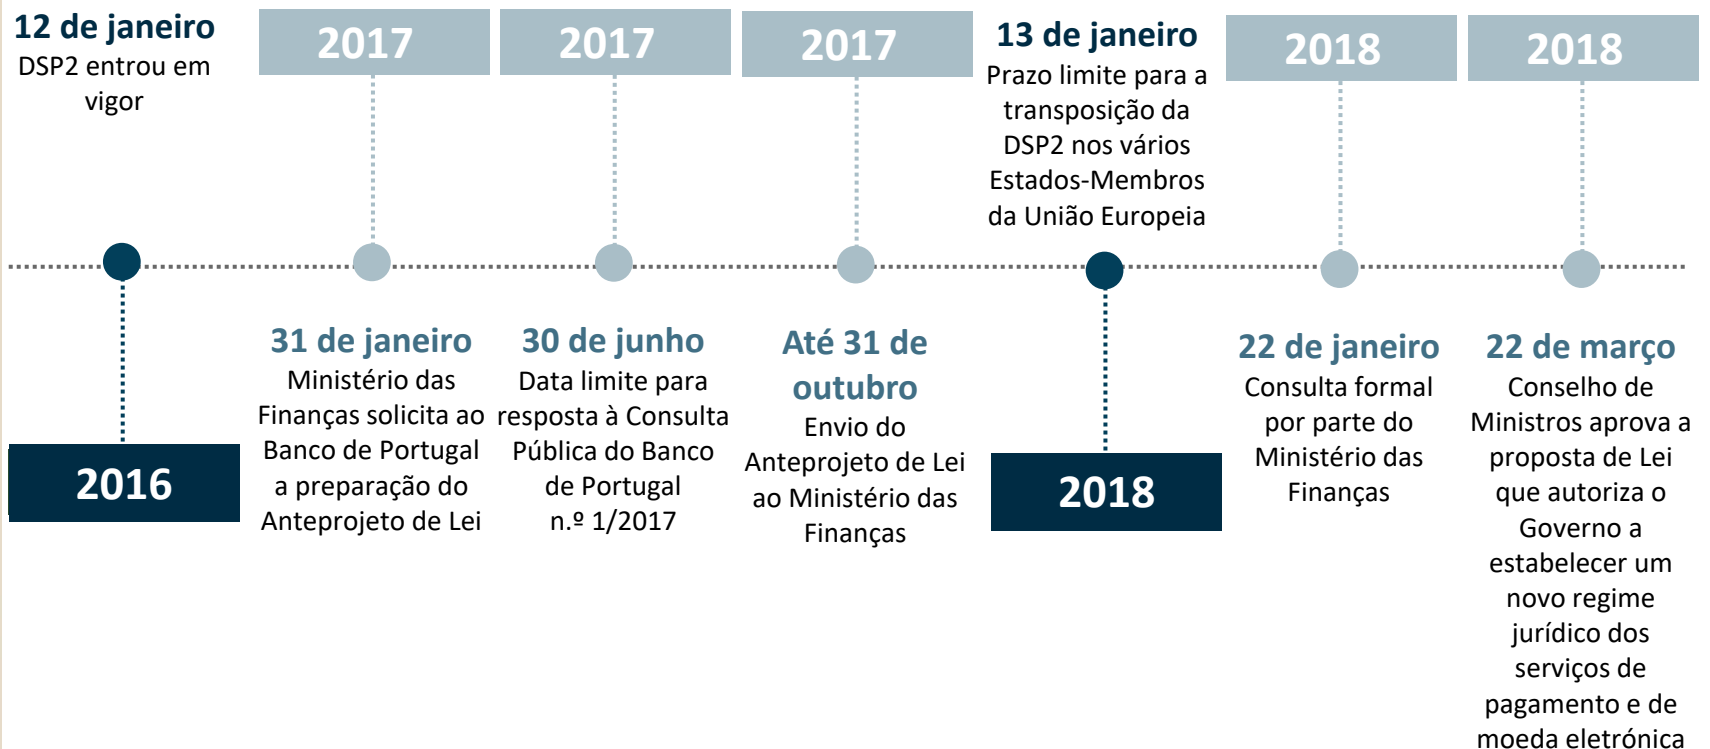 12 de janeiro
DSP2 entrou em
vigor
2016
2017
31 de janeiro
Ministério das
Finanças solicita ao
Banco de Portugal
a preparação do
Anteprojeto de Lei
2017
30 de junho
Data limite para
resposta à Consulta
Pública do Banco
de Portugal
n.º 1/2017
2017
Até 31 de
outubro
Envio do
Anteprojeto de Lei
ao Ministério das
Finanças
13 de janeiro
Prazo limite para a
transposição da
DSP2 nos vários
Estados-Membros
da União Europeia
2018
2018
22 de janeiro
Consulta formal
por parte do
Ministério das
Finanças
2018
22 de março
Conselho de
Ministros aprova a
proposta de Lei
que autoriza o
Governo a
estabelecer um
novo regime
jurídico dos
serviços de
pagamento e de
moeda eletrónica